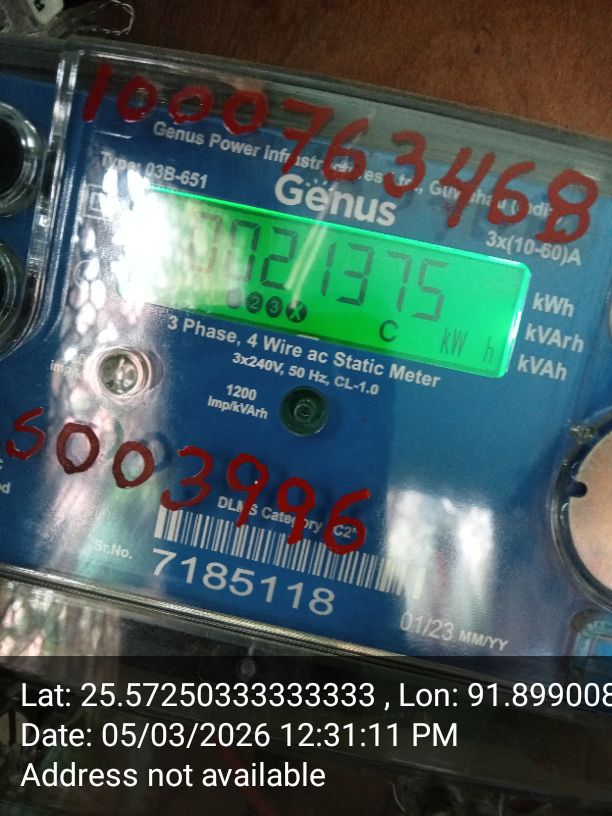 1000763468
Genus Power Infrastructures
Type: 03B-651
Genus
3x(10-60)A
0021375
kWh
kVArh
kVAh
2 3 X
C
kW h
3 Phase, 4 Wire ac Static Meter
3x240V, 50 Hz, CL-1.0
1200
Imp/kVArh
5003996
DLMS Category C2
Sr.No.
7185118
01/23 MM/YY
Lat: 25.57250333333333 , Lon: 91.899008
Date: 05/03/2026 12:31:11 PM
Address not available